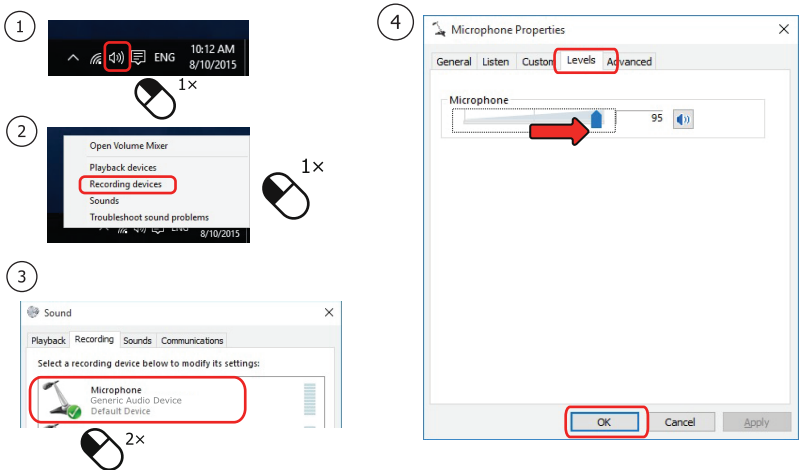 1
ENG
10:12 AM
8/10/2015
1×
2
Open Volume Mixer
Playback devices
Recording devices
Sounds
Troubleshoot sound problems
ENG
8/10/2015
1×
3
Sound
Playback Recording Sounds Communications
Select a recording device below to modify its settings:
Microphone
Generic Audio Device
Default Device
2×
4
Microphone Properties
General Listen Custom Levels Advanced
Microphone
95
OK Cancel Apply